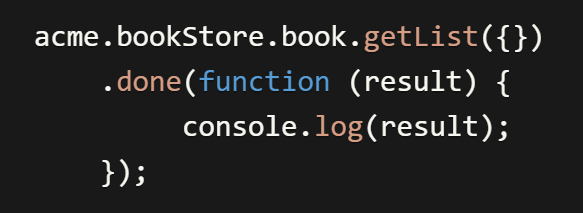 acme.bookStore.book.getList({})
    .done(function (result) {
         console.log(result);
    });